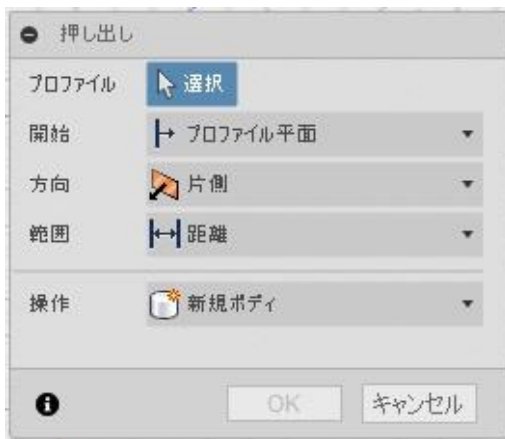 押し出し
プロファイル 選択
開始 プロファイル平面
方向 片側
範囲 距離
操作 新規ボディ
OK キャンセル